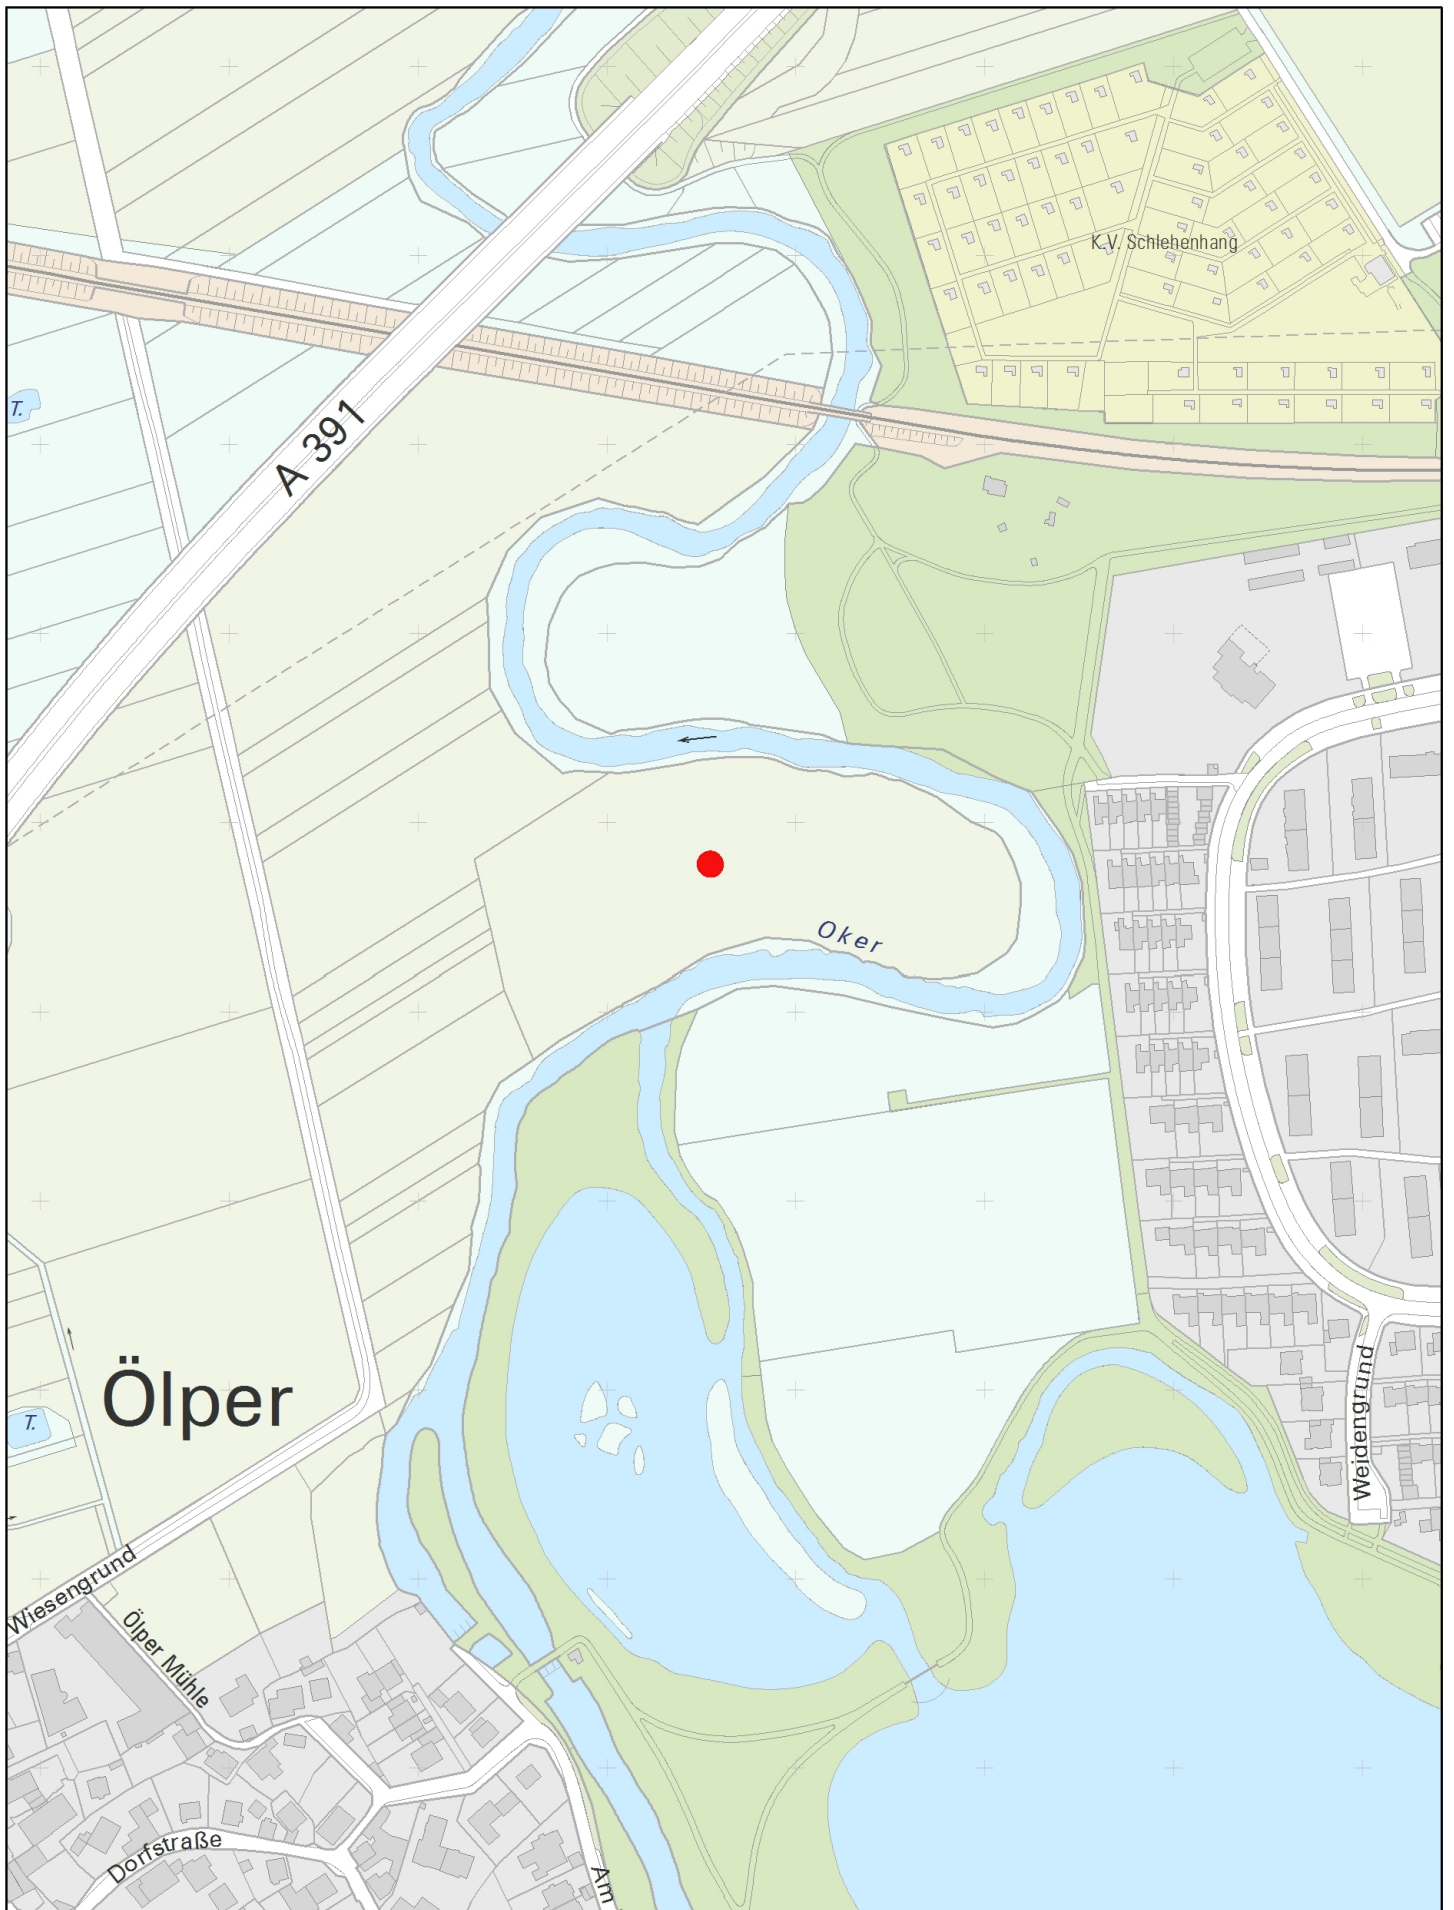 K.V. Schlehenhang
T.
A 391
Oker
Ölper
T.
Weidengrund
Wiesengrund
Ölper Mühle
Dorfstraße
Am